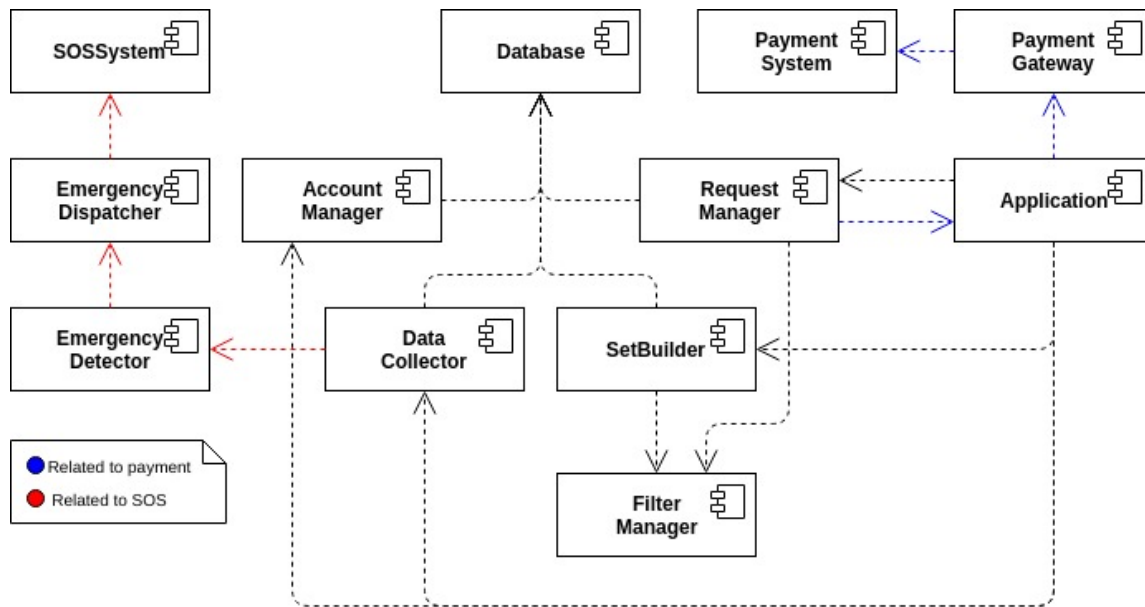 SOSSystem
Database
Payment
System
Payment
Gateway
Emergency
Dispatcher
Account
Manager
Request
Manager
Application
Emergency
Detector
Data
Collector
SetBuilder
Related to payment
Related to SOS
Filter
Manager